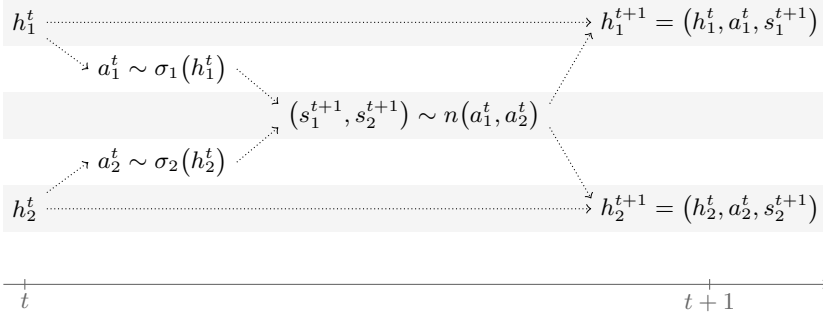 h_1^t h_1^{t+1} = (h_1^t, a_1^t, s_1^{t+1})
a_1^t ∼ σ_1(h_1^t)
(s_1^{t+1}, s_2^{t+1}) ∼ n(a_1^t, a_2^t)
a_2^t ∼ σ_2(h_2^t)
h_2^t h_2^{t+1} = (h_2^t, a_2^t, s_2^{t+1})
t t + 1